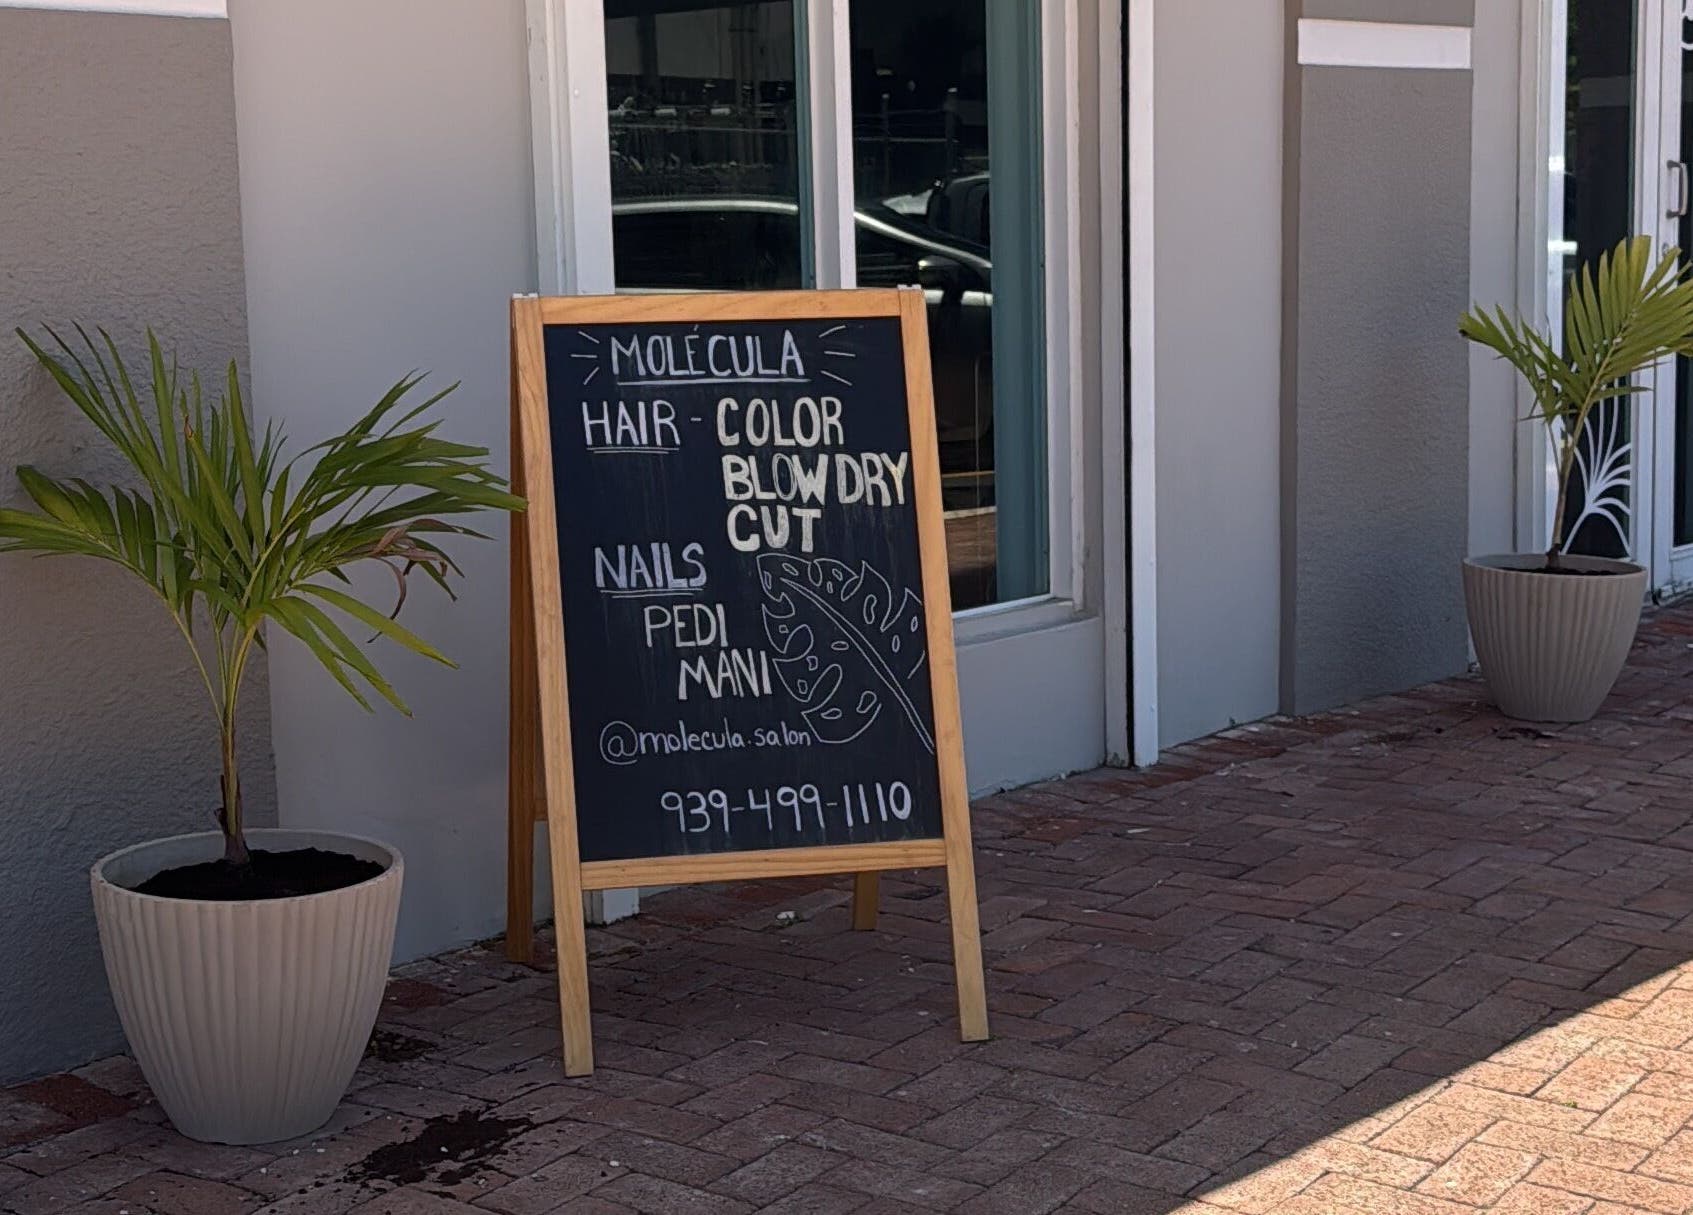 MOLÉCULA
HAIR - COLOR
BLOW DRY
CUT
NAILS
PEDI
MANI
@molecula.salon
939-499-1110